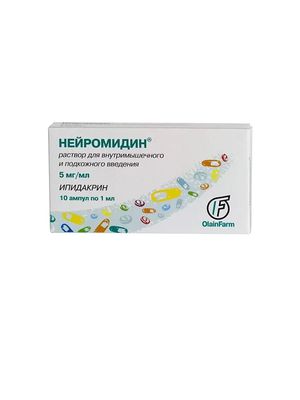 НЕЙРОМИДИН®
раствор для внутримышечного
и подкожного введения
5 мг/мл
ИПИДАКРИН
10 ампул по 1 мл
OlainFarm